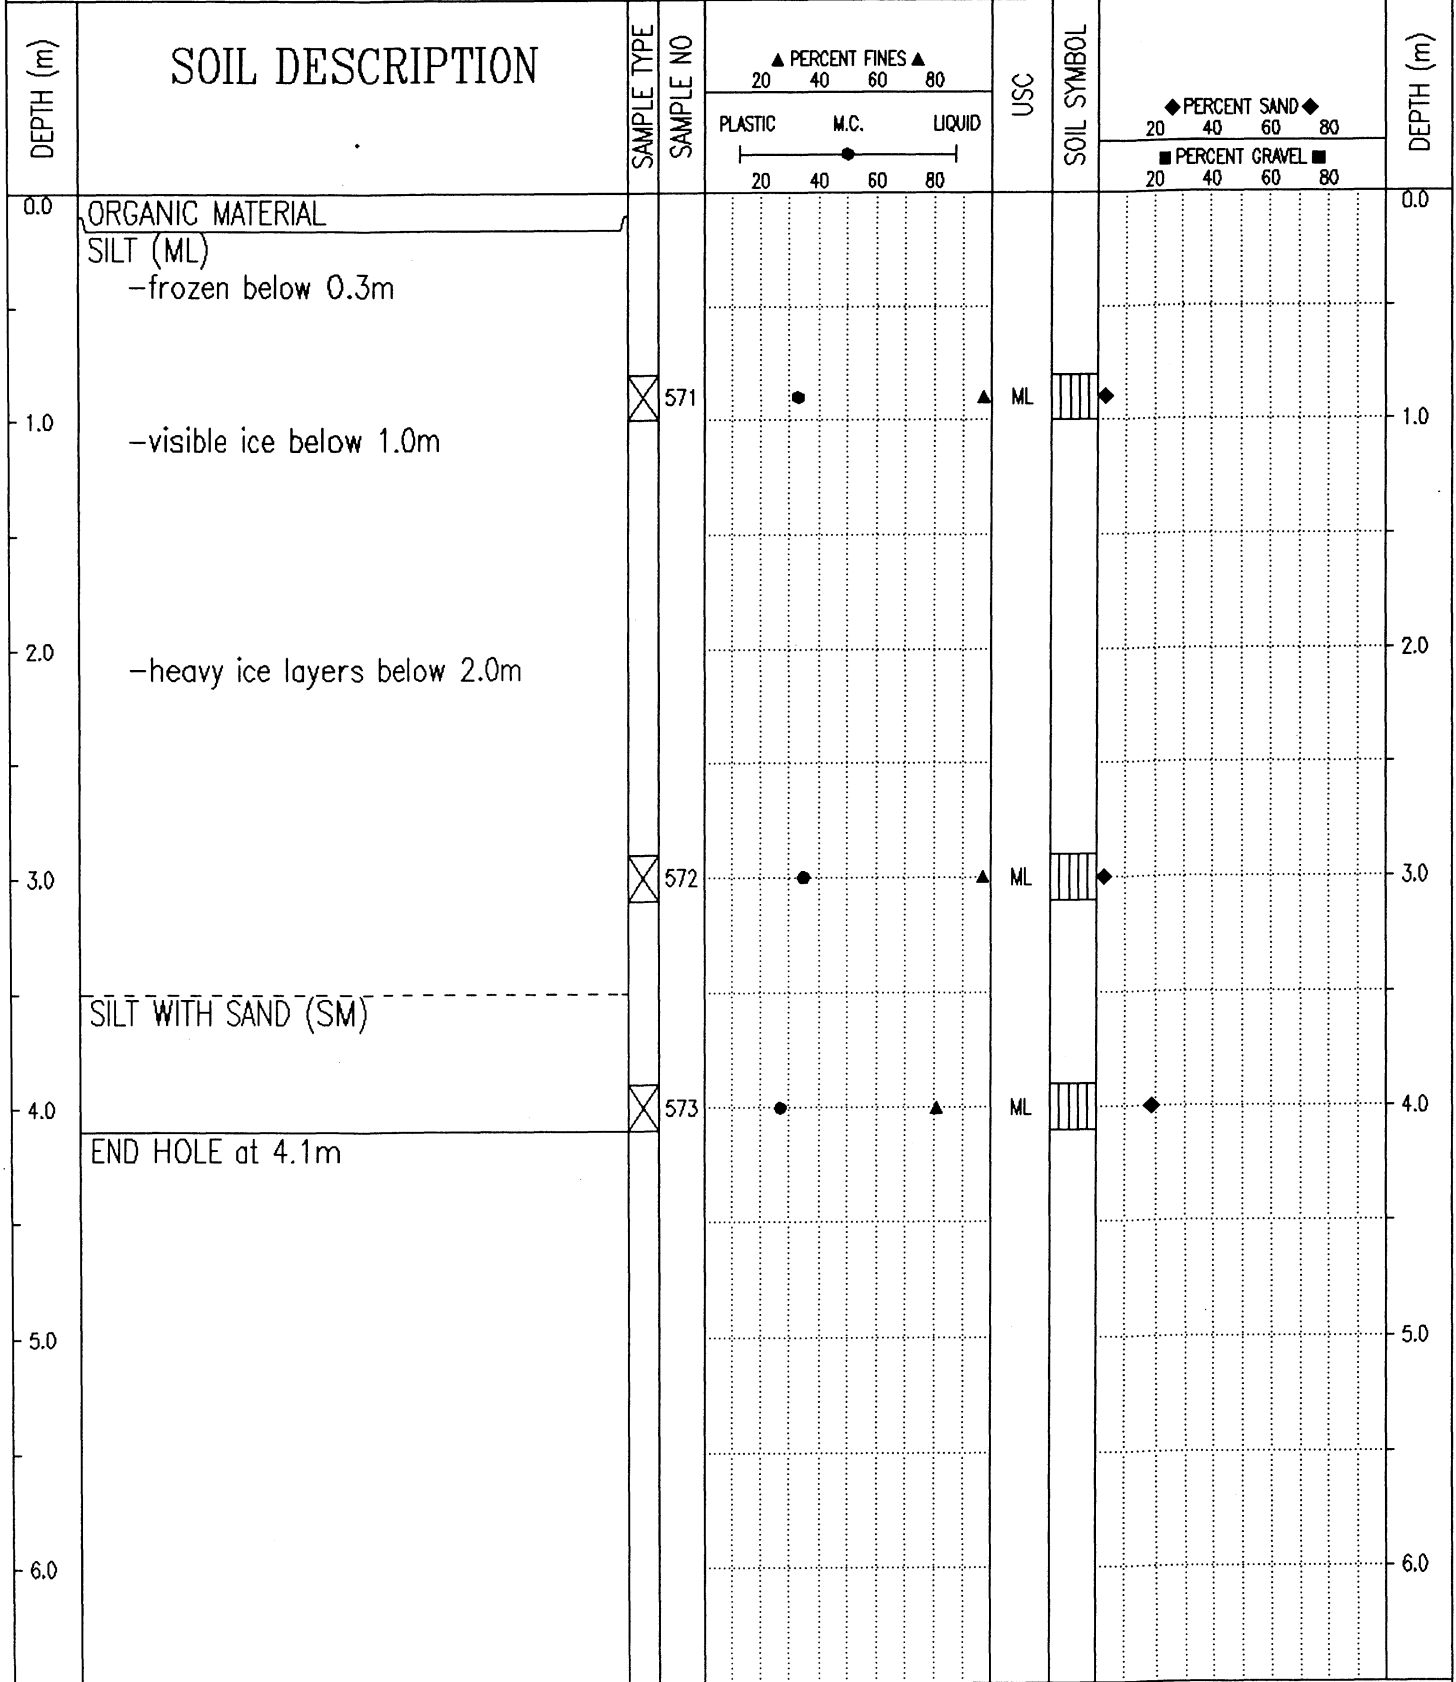 DEPTH (m)
SOIL DESCRIPTION
SAMPLE TYPE
SAMPLE NO
▲ PERCENT FINES ▲
20 40 60 80
PLASTIC M.C. LIQUID
20 40 60 80
USC
SOIL SYMBOL
◆ PERCENT SAND ◆
20 40 60 80
■ PERCENT GRAVEL ■
20 40 60 80
DEPTH (m)
0.0 ORGANIC MATERIAL 0.0
SILT (ML)
-frozen below 0.3m
571 ML
1.0 1.0
-visible ice below 1.0m
2.0 2.0
-heavy ice layers below 2.0m
3.0 572 ML 3.0
SILT WITH SAND (SM)
4.0 573 ML 4.0
END HOLE at 4.1m
5.0 5.0
6.0 6.0